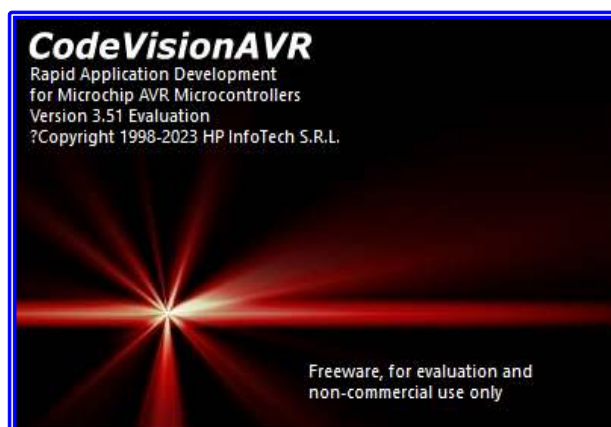 CodeVisionAVR
Rapid Application Development
for Microchip AVR Microcontrollers
Version 3.51 Evaluation
?Copyright 1998-2023 HP InfoTech S.R.L.
Freeware, for evaluation and
non-commercial use only